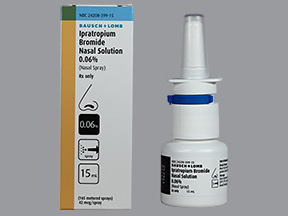 NDC 24208-399-15
BAUSCH + LOMB
Ipratropium
Bromide
Nasal Solution
0.06%
(Nasal Spray)
Rx only
0.06%
spray
15 mL
(165 metered sprays)
42 mcg/spray
BAUSCH + LOMB
Ipratropium
Bromide
Nasal Solution
0.06%
(Nasal Spray)
Rx only
15 mL